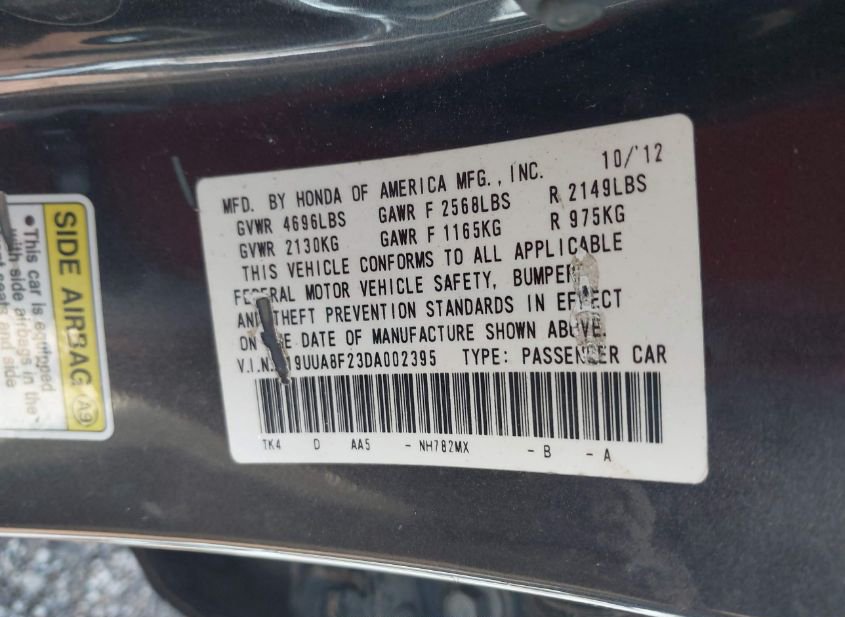 MFD. BY HONDA OF AMERICA MFG., INC. 10/'12
GVWR 4696LBS GAWR F 2568LBS R 2149LBS
GVWR 2130KG GAWR F 1165KG R 975KG
THIS VEHICLE CONFORMS TO ALL APPLICABLE
FEDERAL MOTOR VEHICLE SAFETY, BUMPER
AND THEFT PREVENTION STANDARDS IN EFFECT
ON THE DATE OF MANUFACTURE SHOWN ABOVE.
V.I.N. 19UUA8F23DA002395 TYPE: PASSENGER CAR
TK4 D AA5 - NH782MX - B - A
SIDE AIRBAG A9
•This car is equipped
with side airbags in the
seats and side